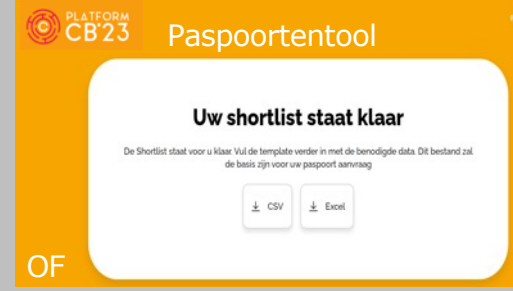 PLATFORM
CB'23
Paspoortentool
Uw shortlist staat klaar
De Shortlist staat voor u klaar. Vul de template verder in met de benodigde data. Dit bestand zal
de basis zijn voor uw paspoort aanvraag
CSV
Excel
OF